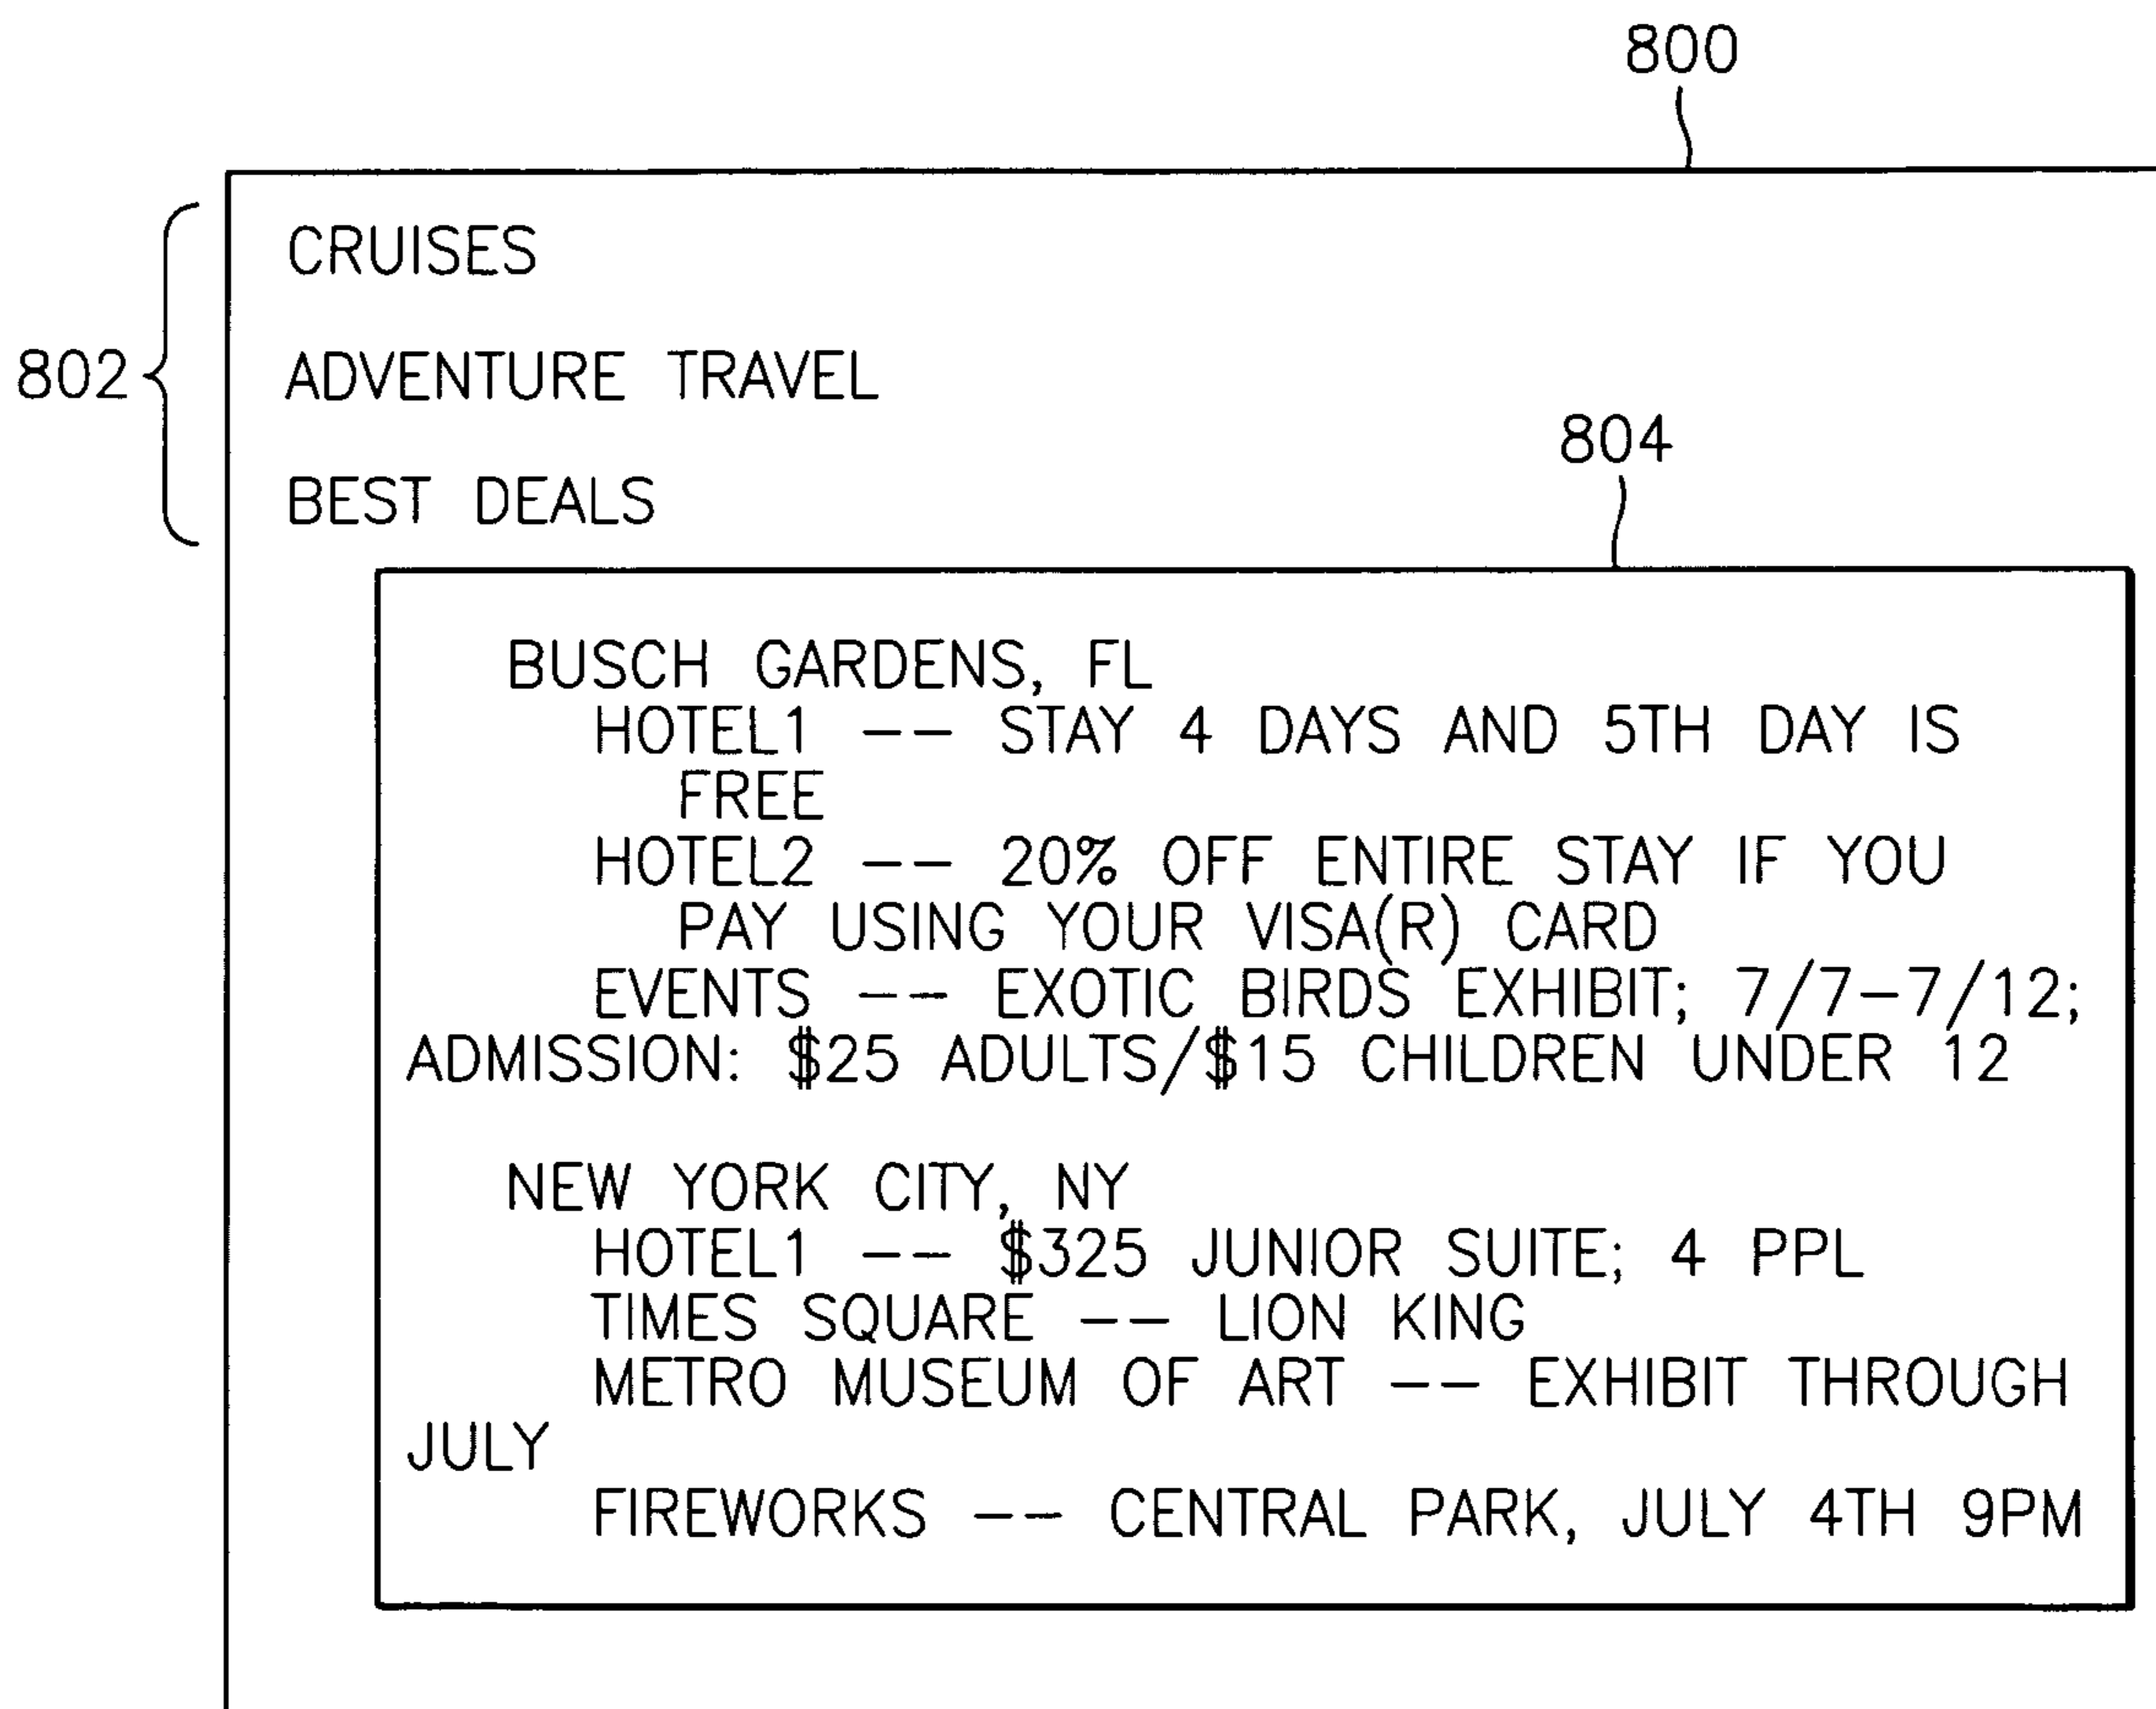 800
CRUISES
802
ADVENTURE TRAVEL
804
BEST DEALS
BUSCH GARDENS, FL
HOTEL1 -- STAY 4 DAYS AND 5TH DAY IS
FREE
HOTEL2 -- 20% OFF ENTIRE STAY IF YOU
PAY USING YOUR VISA(R) CARD
EVENTS -- EXOTIC BIRDS EXHIBIT; 7/7-7/12;
ADMISSION: $25 ADULTS/$15 CHILDREN UNDER 12
NEW YORK CITY, NY
HOTEL1 -- $325 JUNIOR SUITE; 4 PPL
TIMES SQUARE -- LION KING
METRO MUSEUM OF ART -- EXHIBIT THROUGH
JULY
FIREWORKS -- CENTRAL PARK, JULY 4TH 9PM